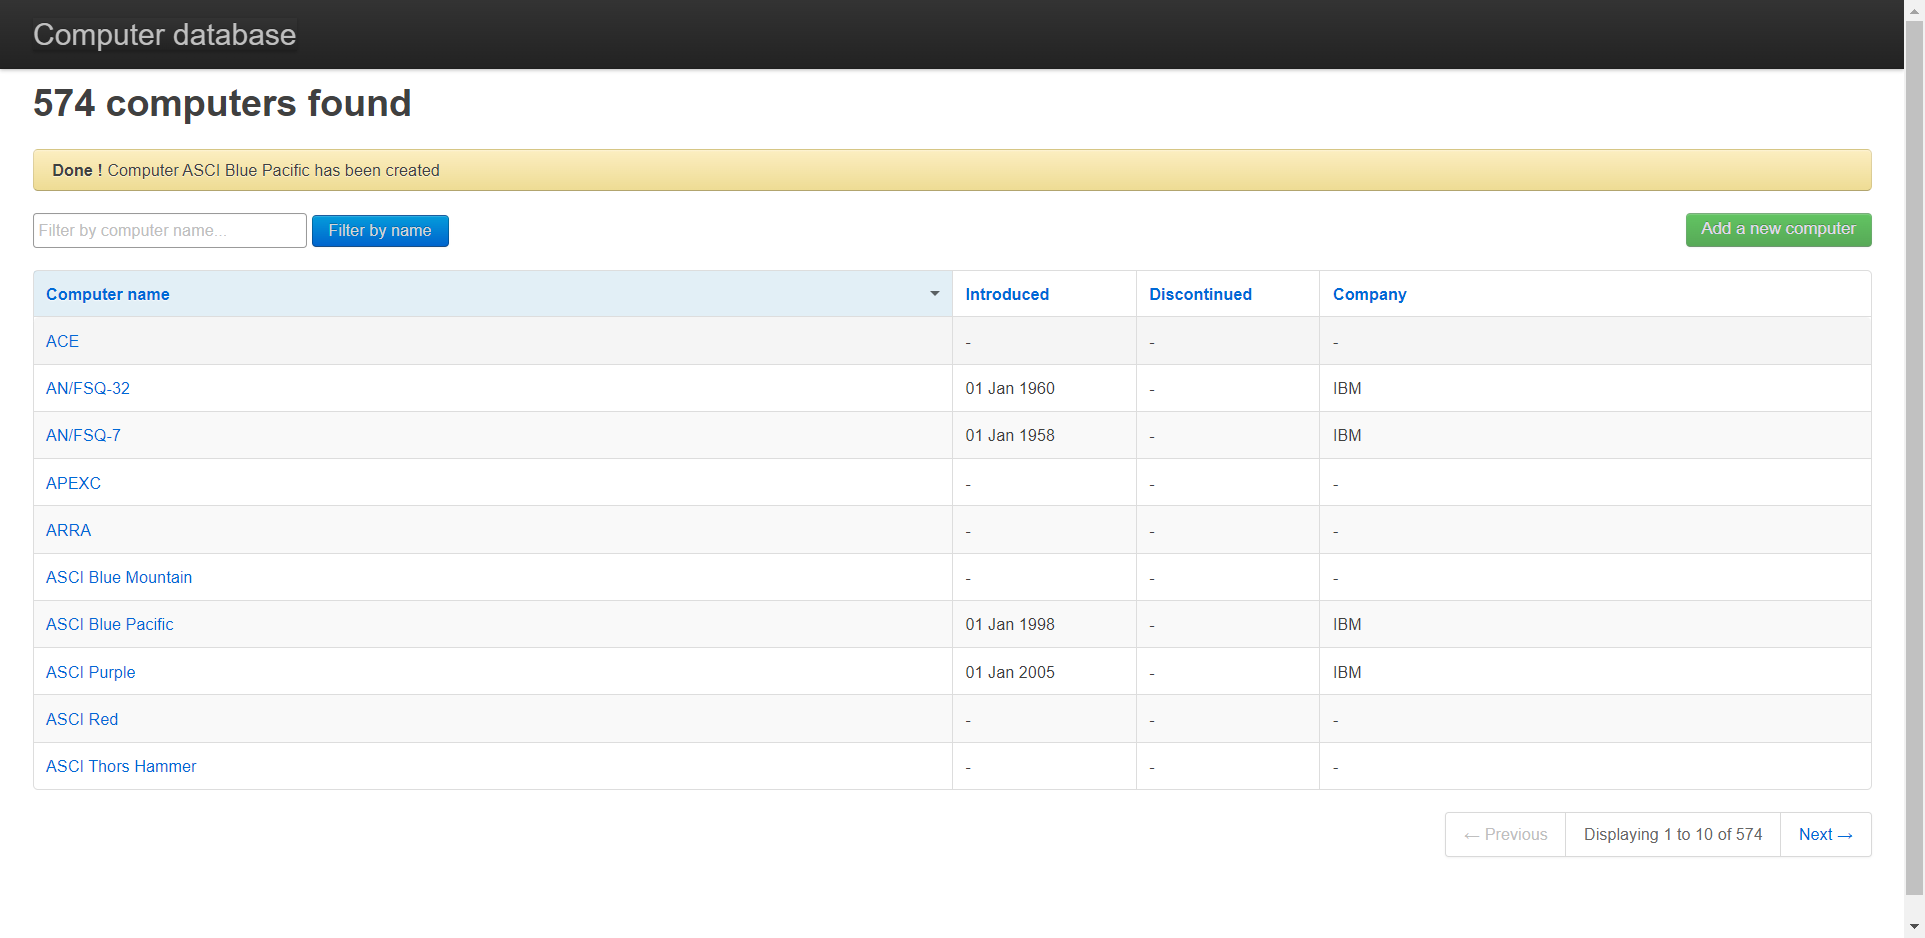 Computer database
574 computers found
Done ! Computer ASCI Blue Pacific has been created
Filter by computer name... Filter by name Add a new computer
Computer name Introduced Discontinued Company
ACE - - -
AN/FSQ-32 01 Jan 1960 - IBM
AN/FSQ-7 01 Jan 1958 - IBM
APEXC - - -
ARRA - - -
ASCI Blue Mountain - - -
ASCI Blue Pacific 01 Jan 1998 - IBM
ASCI Purple 01 Jan 2005 - IBM
ASCI Red - - -
ASCI Thors Hammer - - -
← Previous Displaying 1 to 10 of 574 Next →